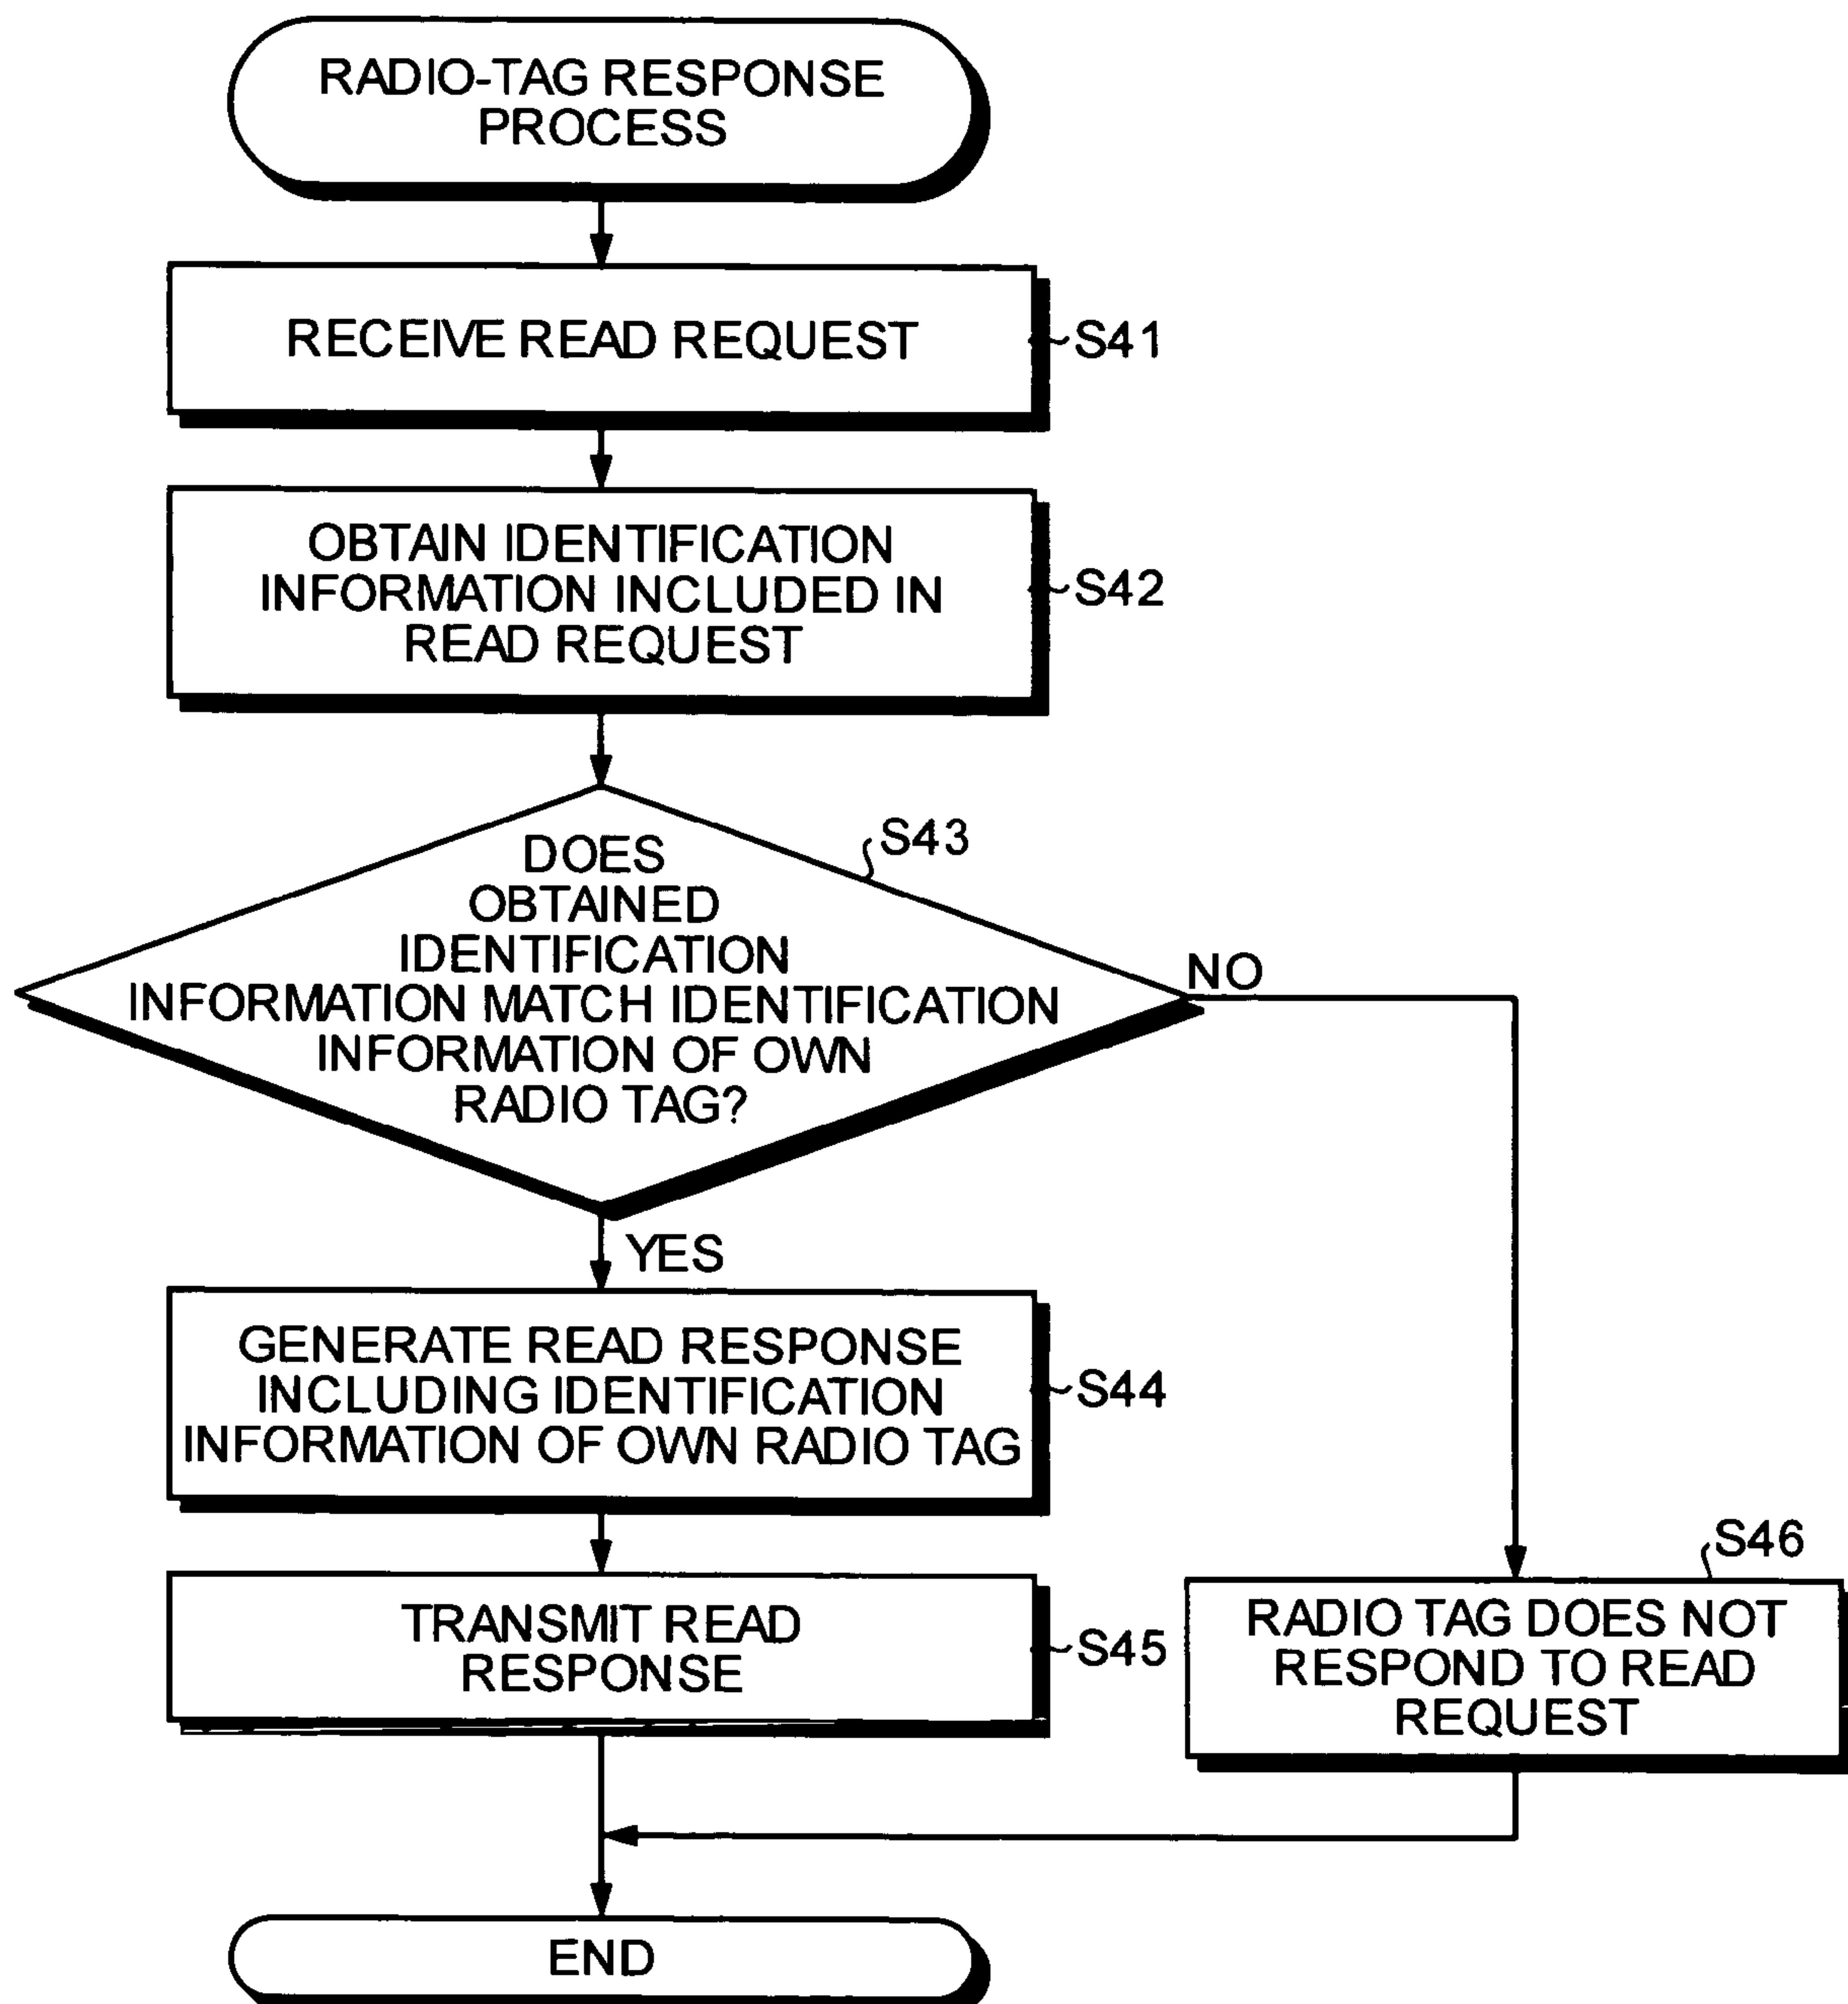 RADIO-TAG RESPONSE
PROCESS
RECEIVE READ REQUEST
S41
OBTAIN IDENTIFICATION
INFORMATION INCLUDED IN
READ REQUEST
S42
S43
DOES
OBTAINED
IDENTIFICATION
INFORMATION MATCH IDENTIFICATION
INFORMATION OF OWN
RADIO TAG?
NO
YES
GENERATE READ RESPONSE
INCLUDING IDENTIFICATION
INFORMATION OF OWN RADIO TAG
S44
TRANSMIT READ
RESPONSE
S45
S46
RADIO TAG DOES NOT
RESPOND TO READ
REQUEST
END